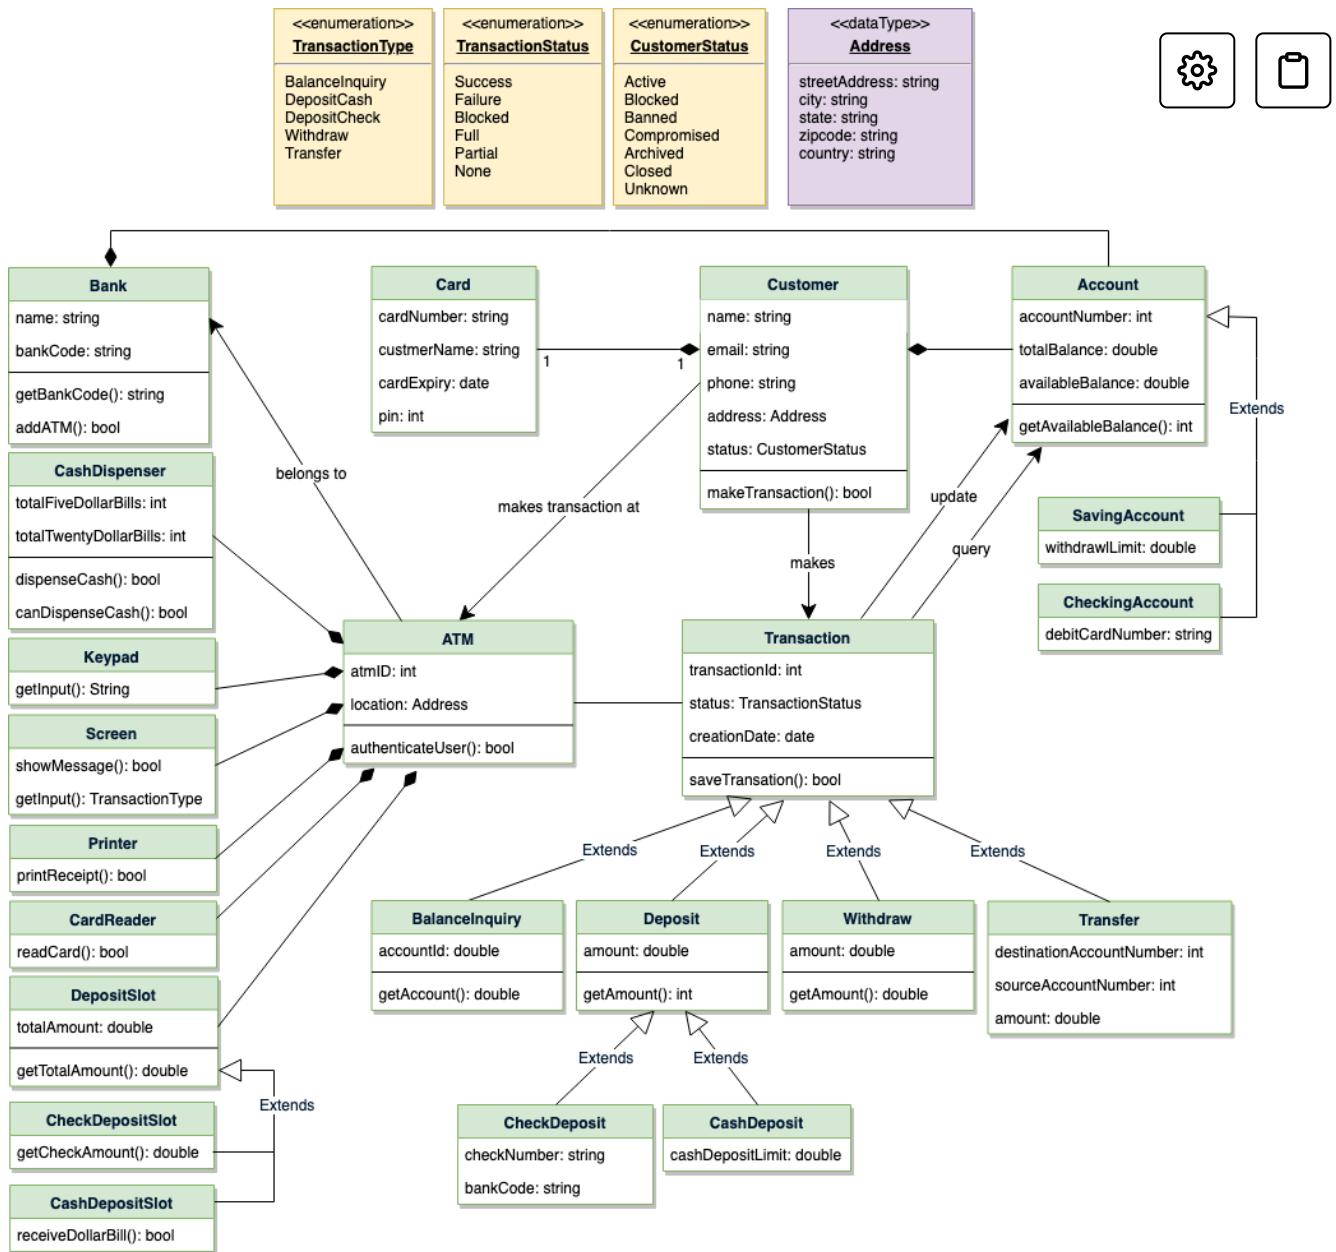 <<enumeration>>
TransactionType
BalanceInquiry
DepositCash
DepositCheck
Withdraw
Transfer
<<enumeration>>
TransactionStatus
Success
Failure
Blocked
Full
Partial
None
<<enumeration>>
CustomerStatus
Active
Blocked
Banned
Compromised
Archived
Closed
Unknown
<<dataType>>
Address
streetAddress: string
city: string
state: string
zipcode: string
country: string
Bank
name: string
bankCode: string
getBankCode(): string
addATM(): bool
Card
cardNumber: string
custmerName: string
cardExpiry: date
pin: int
1
1
Customer
name: string
email: string
phone: string
address: Address
status: CustomerStatus
makeTransaction(): bool
Account
accountNumber: int
totalBalance: double
availableBalance: double
getAvailableBalance(): int
Extends
belongs to
makes transaction at
makes
update
query
SavingAccount
withdrawlLimit: double
CheckingAccount
debitCardNumber: string
CashDispenser
totalFiveDollarBills: int
totalTwentyDollarBills: int
dispenseCash(): bool
canDispenseCash(): bool
Keypad
getInput(): String
Screen
showMessage(): bool
getInput(): TransactionType
Printer
printReceipt(): bool
CardReader
readCard(): bool
DepositSlot
totalAmount: double
getTotalAmount(): double
Extends
CheckDepositSlot
getCheckAmount(): double
CashDepositSlot
receiveDollarBill(): bool
ATM
atmID: int
location: Address
authenticateUser(): bool
Transaction
transactionId: int
status: TransactionStatus
creationDate: date
saveTransation(): bool
Extends
Extends
Extends
Extends
BalanceInquiry
accountId: double
getAccount(): double
Deposit
amount: double
getAmount(): int
Withdraw
amount: double
getAmount(): double
Transfer
destinationAccountNumber: int
sourceAccountNumber: int
amount: double
Extends
Extends
CheckDeposit
checkNumber: string
bankCode: string
CashDeposit
cashDepositLimit: double